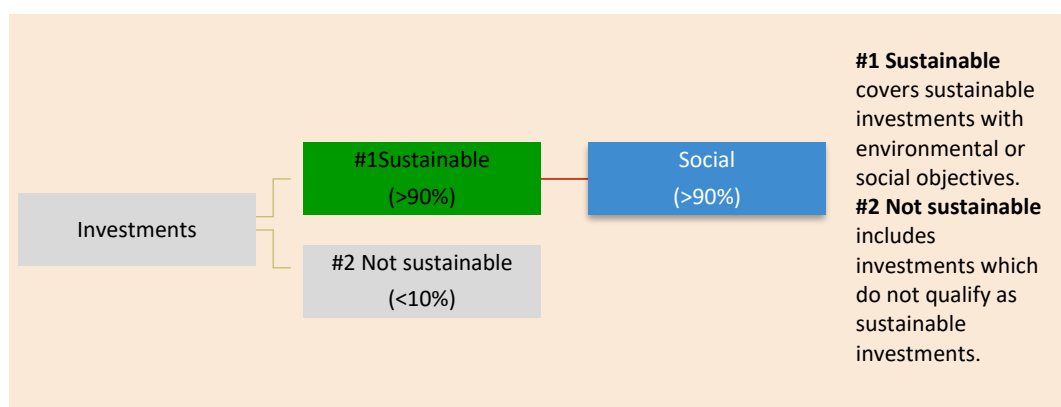 Investments
#1Sustainable
(>90%)
Social
(>90%)
#2 Not sustainable
(<10%)
#1 Sustainable
covers sustainable
investments with
environmental or
social objectives.
#2 Not sustainable
includes
investments which
do not qualify as
sustainable
investments.